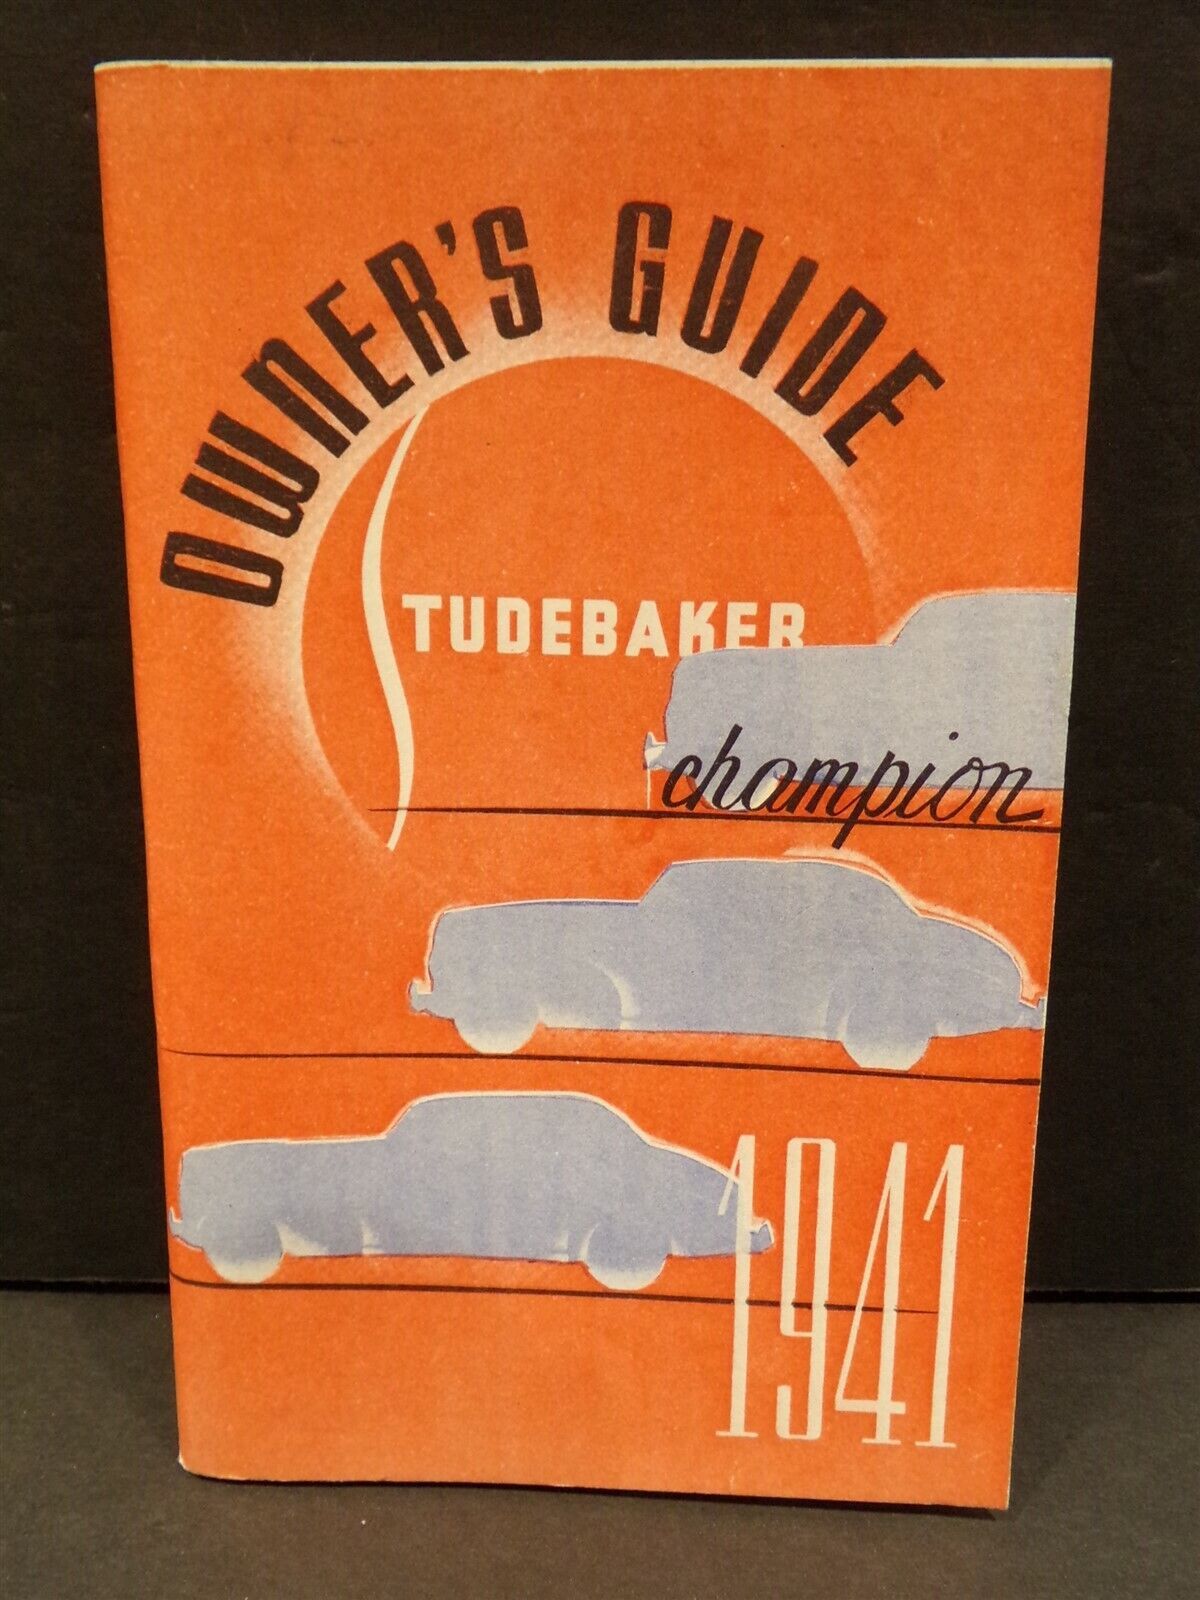 OWNER'S GUIDE
STUDEBAKER
champion
1941